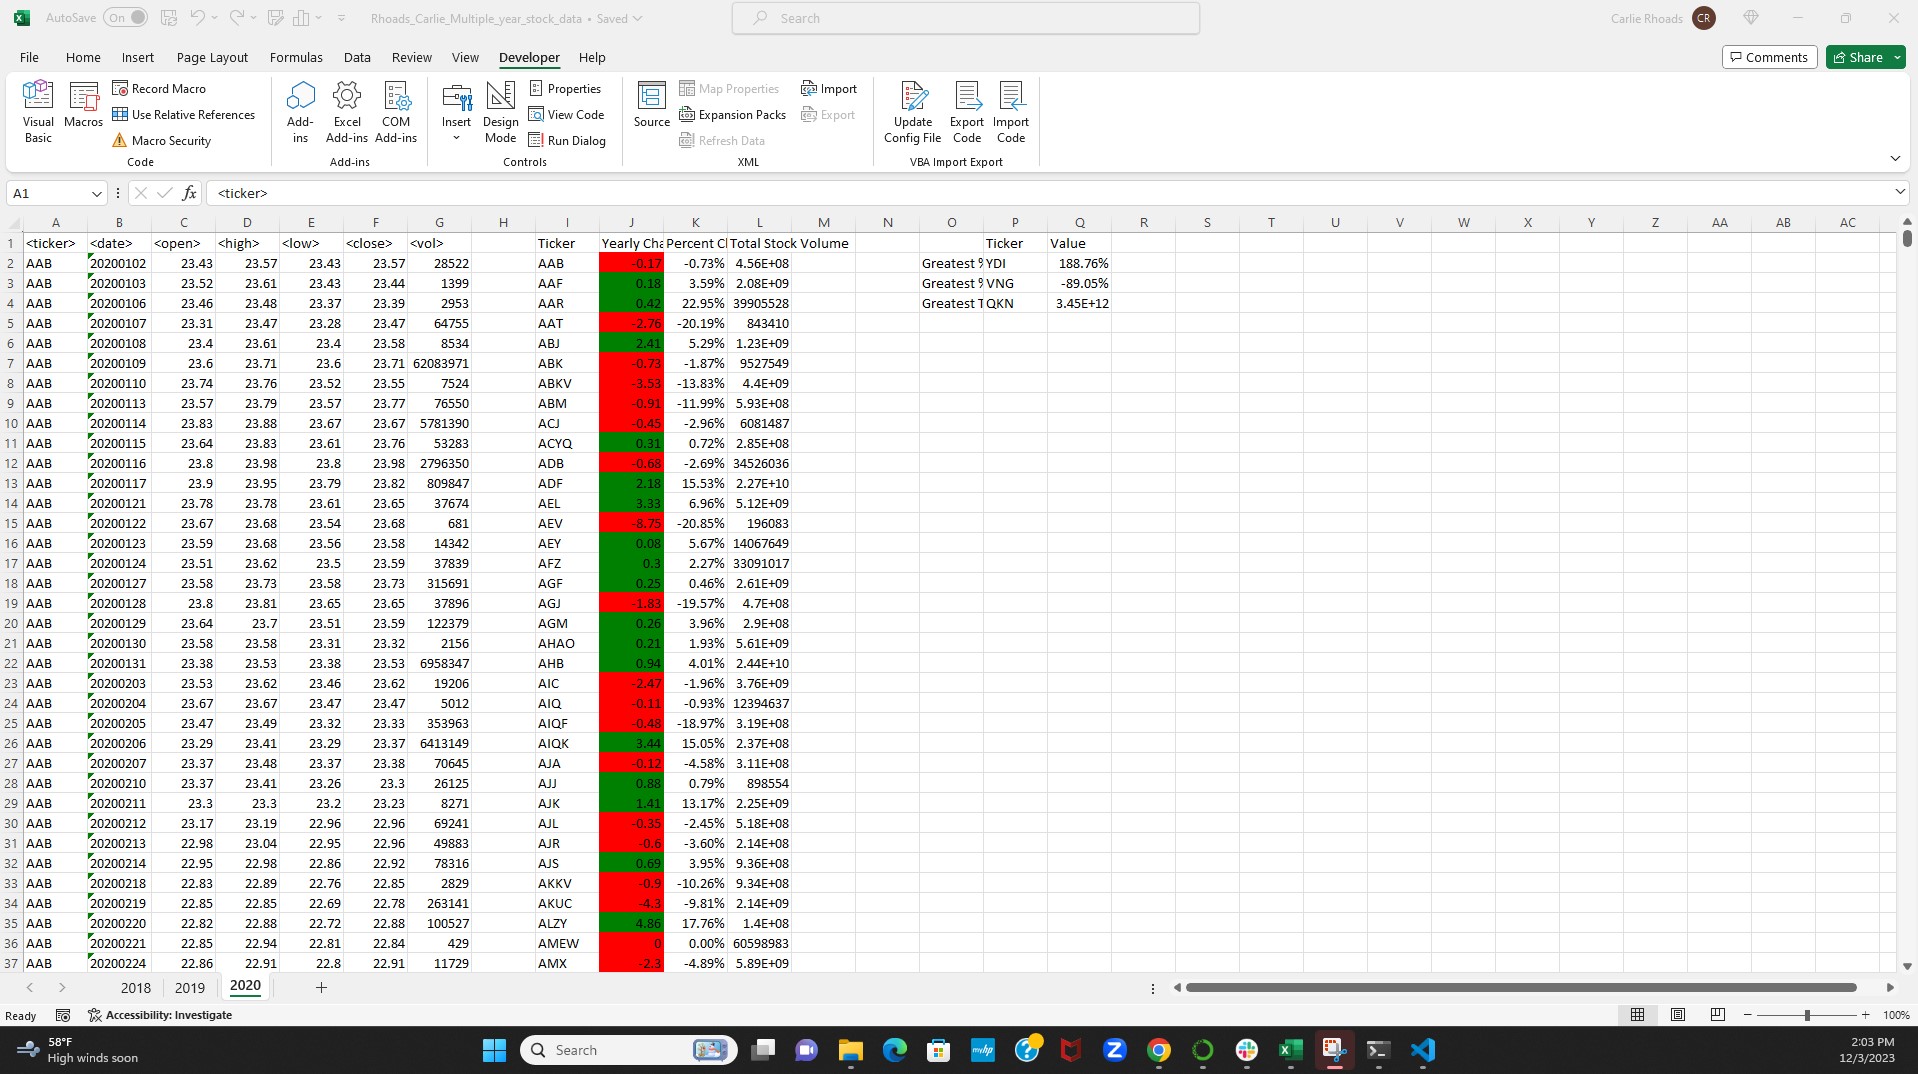 AutoSave On Rhoads_Carlie_Multiple_year_stock_data • Saved Search Carlie Rhoads CR
File Home Insert Page Layout Formulas Data Review View Developer Help Comments Share
Visual Basic
Macros
Record Macro
Use Relative References
Macro Security
Code
Add-ins
Excel Add-ins
COM Add-ins
Add-ins
Insert
Design Mode
Properties
View Code
Run Dialog
Controls
Source
Map Properties
Expansion Packs
Refresh Data
Import
Export
XML
Update Config File
Export Code
Import Code
VBA Import Export
A1 fx <ticker>
A B C D E F G H I J K L M N O P Q R S T U V W X Y Z AA AB AC
1 <ticker> <date> <open> <high> <low> <close> <vol> Ticker Yearly Cha Percent Cl Total Stock Volume Ticker Value
2 AAB 20200102 23.43 23.57 23.43 23.57 28522 AAB -0.17 -0.73% 4.56E+08 Greatest % YDI 188.76%
3 AAB 20200103 23.52 23.61 23.43 23.44 1399 AAF 0.18 3.59% 2.08E+09 Greatest % VNG -89.05%
4 AAB 20200106 23.46 23.48 23.37 23.39 2953 AAR 0.42 22.95% 39905528 Greatest T QKN 3.45E+12
5 AAB 20200107 23.31 23.47 23.28 23.47 64755 AAT -2.76 -20.19% 843410
6 AAB 20200108 23.4 23.61 23.4 23.58 8534 ABJ 2.41 5.29% 1.23E+09
7 AAB 20200109 23.6 23.71 23.6 23.71 62083971 ABK -0.73 -1.87% 9527549
8 AAB 20200110 23.74 23.76 23.52 23.55 7524 ABKV -3.53 -13.83% 4.4E+09
9 AAB 20200113 23.57 23.79 23.57 23.77 76550 ABM -0.91 -11.99% 5.93E+08
10 AAB 20200114 23.83 23.88 23.67 23.67 5781390 ACJ -0.45 -2.96% 6081487
11 AAB 20200115 23.64 23.83 23.61 23.76 53283 ACYQ 0.31 0.72% 2.85E+08
12 AAB 20200116 23.8 23.98 23.8 23.98 2796350 ADB -0.68 -2.69% 34526036
13 AAB 20200117 23.9 23.95 23.79 23.82 809847 ADF 2.18 15.53% 2.27E+10
14 AAB 20200121 23.78 23.78 23.61 23.65 37674 AEL 3.33 6.96% 5.12E+09
15 AAB 20200122 23.67 23.68 23.54 23.68 681 AEV -8.75 -20.85% 196083
16 AAB 20200123 23.59 23.68 23.56 23.58 14342 AEY 0.08 5.67% 14067649
17 AAB 20200124 23.51 23.62 23.5 23.59 37839 AFZ 0.3 2.27% 33091017
18 AAB 20200127 23.58 23.73 23.58 23.73 315691 AGF 0.25 0.46% 2.61E+09
19 AAB 20200128 23.8 23.81 23.65 23.65 37896 AGJ -1.83 -19.57% 4.7E+08
20 AAB 20200129 23.64 23.7 23.51 23.59 122379 AGM 0.26 3.96% 2.9E+08
21 AAB 20200130 23.58 23.58 23.31 23.32 2156 AHAO 0.21 1.93% 5.61E+09
22 AAB 20200131 23.38 23.53 23.38 23.53 6958347 AHB 0.94 4.01% 2.44E+10
23 AAB 20200203 23.53 23.62 23.46 23.62 19206 AIC -2.47 -1.96% 3.76E+09
24 AAB 20200204 23.67 23.67 23.47 23.47 5012 AIQ -0.11 -0.93% 12394637
25 AAB 20200205 23.47 23.49 23.32 23.33 353963 AIQF -0.48 -18.97% 3.19E+08
26 AAB 20200206 23.29 23.41 23.29 23.37 6413149 AIQK 3.44 15.05% 2.37E+08
27 AAB 20200207 23.37 23.48 23.37 23.38 70645 AJA -0.12 -4.58% 3.11E+08
28 AAB 20200210 23.37 23.41 23.26 23.3 26125 AJJ 0.88 0.79% 898554
29 AAB 20200211 23.3 23.3 23.2 23.23 8271 AJK 1.41 13.17% 2.25E+09
30 AAB 20200212 23.17 23.19 22.96 22.96 69241 AJL -0.35 -2.45% 5.18E+08
31 AAB 20200213 22.98 23.04 22.95 22.96 49883 AJR -0.6 -3.60% 2.14E+08
32 AAB 20200214 22.95 22.98 22.86 22.92 78316 AJS 0.69 3.95% 9.36E+08
33 AAB 20200218 22.83 22.89 22.76 22.85 2829 AKKV -0.9 -10.26% 9.34E+08
34 AAB 20200219 22.85 22.85 22.69 22.78 263141 AKUC -4.3 -9.81% 2.14E+09
35 AAB 20200220 22.82 22.88 22.72 22.88 100527 ALZY 4.86 17.76% 1.4E+08
36 AAB 20200221 22.85 22.94 22.81 22.84 429 AMEW 0 0.00% 60598983
37 AAB 20200224 22.86 22.91 22.8 22.91 11729 AMX -2.3 -4.89% 5.89E+09
2018 2019 2020 +
Ready Accessibility: Investigate − + 100%
58°F
High winds soon
Search
myhp
2:03 PM
12/3/2023